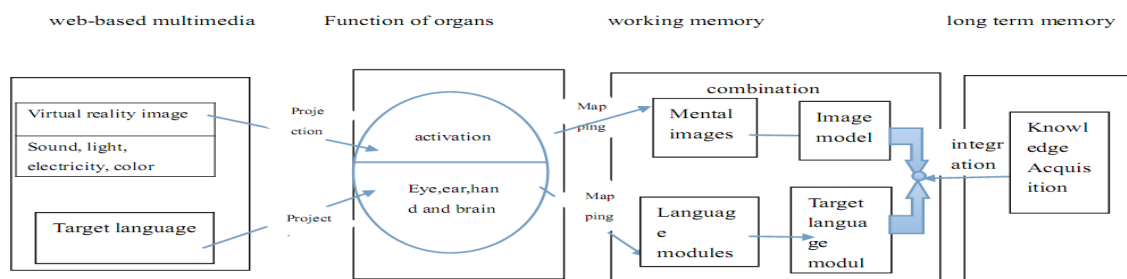 web-based multimedia
Function of organs
working memory
long term memory
Virtual reality image
Sound, light,
electricity, color
Target language
Proje
ction
Project
.
activation
Eye,ear,han
d and brain
Map
ping
Map
ping
combination
Mental
images
Image
model
Languag
e
modules
Target
langua
ge
modul
integr
ation
Knowl
edge
Acquis
ition